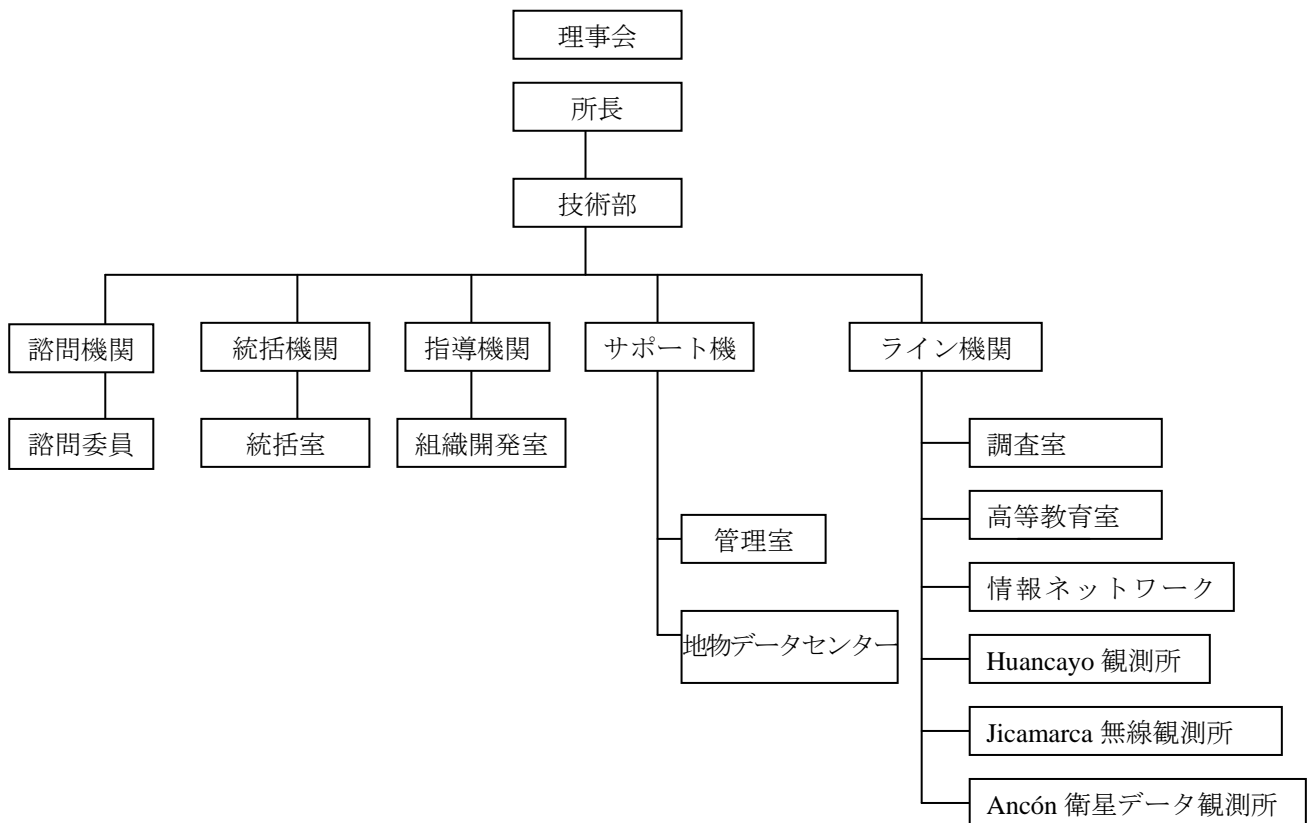 理事会
所長
技術部
諮問機関
統括機関
指導機関
サポート機
ライン機関
諮問委員
統括室
組織開発室
調査室
高等教育室
管理室
情報ネットワーク
地物データセンター
Huancayo 観測所
Jicamarca 無線観測所
Ancón 衛星データ観測所